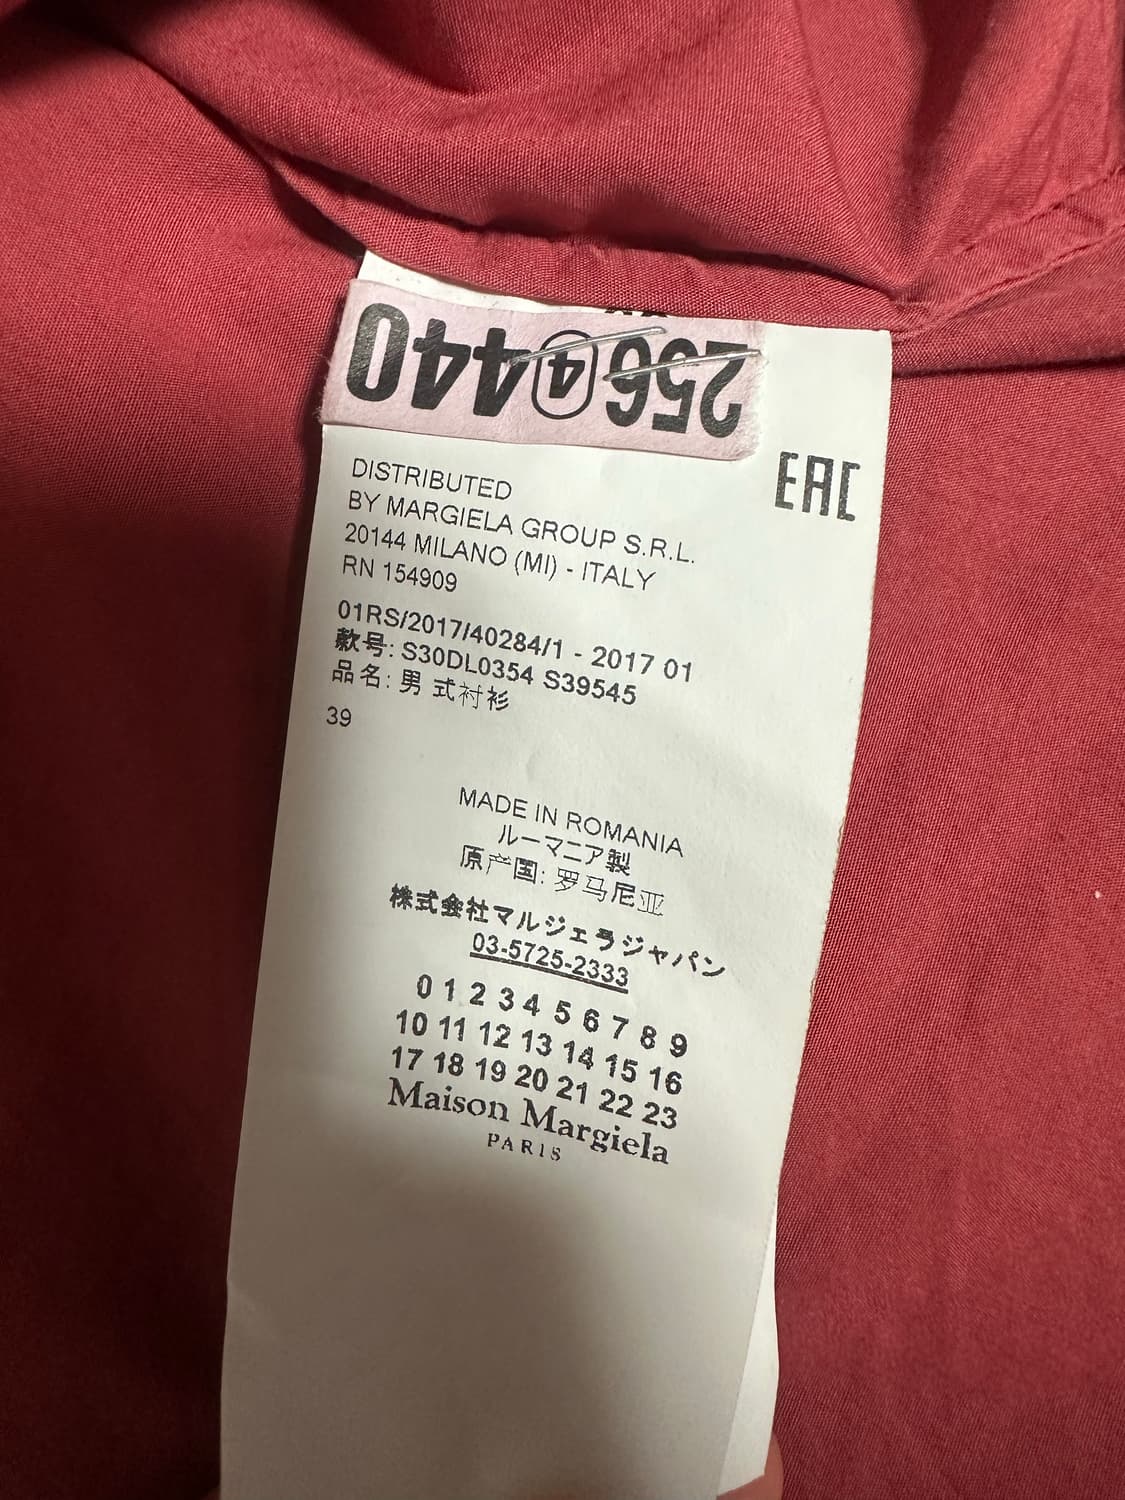 256 4 440
EAC
DISTRIBUTED
BY MARGIELA GROUP S.R.L.
20144 MILANO (MI) - ITALY
RN 154909
01RS/2017/40284/1 - 2017 01
款号: S30DL0354 S39545
品名: 男 式衬衫
39
MADE IN ROMANIA
ルーマニア製
原产国: 罗马尼亚
株式会社マルジェラジャパン
03-5725-2333
0 1 2 3 4 5 6 7 8 9
10 11 12 13 14 15 16
17 18 19 20 21 22 23
Maison Margiela
PARIS